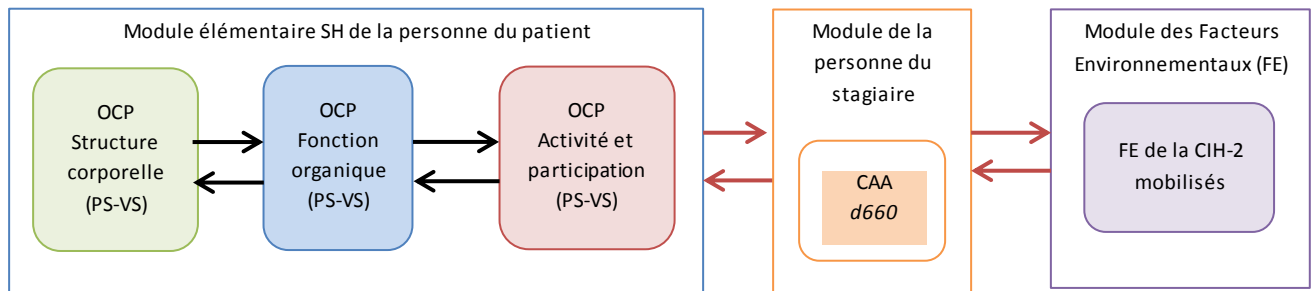 Module élémentaire SH de la personne du patient
OCP
Structure
corporelle
(PS-VS)
OCP
Fonction
organique
(PS-VS)
OCP
Activité et
participation
(PS-VS)
Module de la
personne du
stagiaire
CAA
d660
Module des Facteurs
Environnementaux (FE)
FE de la CIH-2
mobilisés